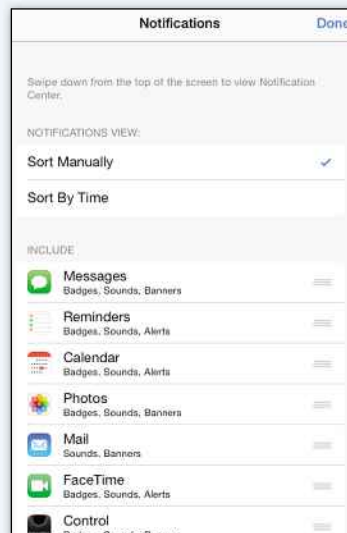 Notifications
Done
Swipe down from the top of the screen to view Notification
Center.
NOTIFICATIONS VIEW:
Sort Manually
Sort By Time
INCLUDE
Messages
Badges, Sounds, Banners
Reminders
Badges, Sounds, Alerts
Calendar
Badges, Sounds, Alerts
Photos
Badges, Sounds, Banners
Mail
Sounds, Banners
FaceTime
Badges, Sounds, Alerts
Control